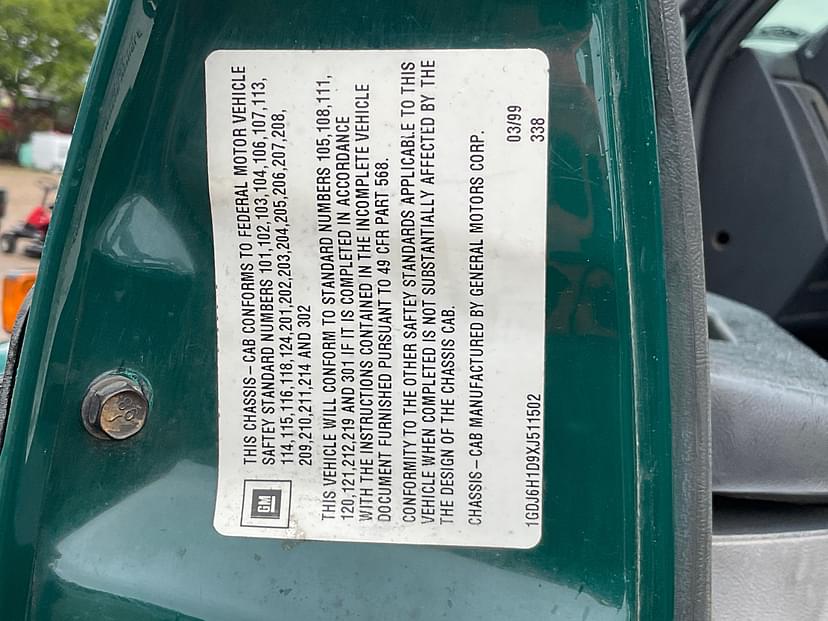 THIS CHASSIS-CAB CONFORMS TO FEDERAL MOTOR VEHICLE
SAFTEY STANDARD NUMBERS 101,102,103,104,106,107,113,
114,115,116,118,124,201,202,203,204,205,206,207,208,
209,210,211,214 AND 302
THIS VEHICLE WILL CONFORM TO STANDARD NUMBERS 105,108,111,
120,121,212,219 AND 301 IF IT IS COMPLETED IN ACCORDANCE
WITH THE INSTRUCTIONS CONTAINED IN THE INCOMPLETE VEHICLE
DOCUMENT FURNISHED PURSUANT TO 49 CFR PART 568.
CONFORMITY TO THE OTHER SAFTEY STANDARDS APPLICABLE TO THIS
VEHICLE WHEN COMPLETED IS NOT SUBSTANTIALLY AFFECTED BY THE
THE DESIGN OF THE CHASSIS CAB.
CHASSIS-CAB MANUFACTURED BY GENERAL MOTORS CORP.
03/99
1GDJ6H1D9XJ511502 338
GM